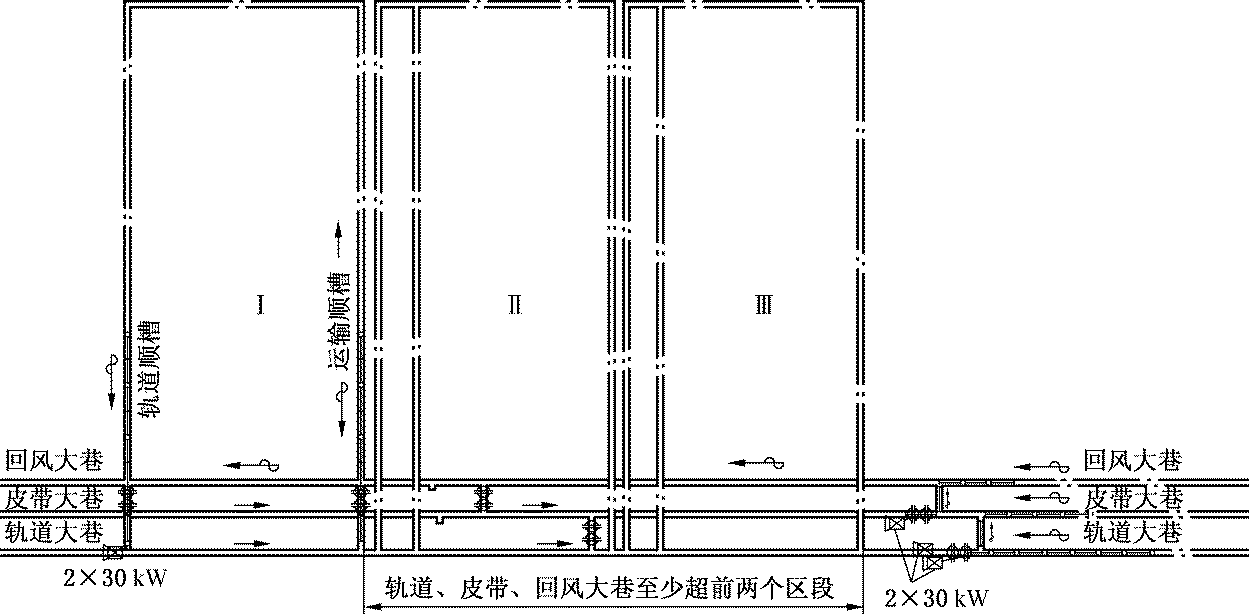 Ⅰ
Ⅱ
Ⅲ
轨道顺槽
运输顺槽
回风大巷
皮带大巷
轨道大巷
回风大巷
皮带大巷
轨道大巷
2×30 kW
轨道、皮带、回风大巷至少超前两个区段
2×30 kW